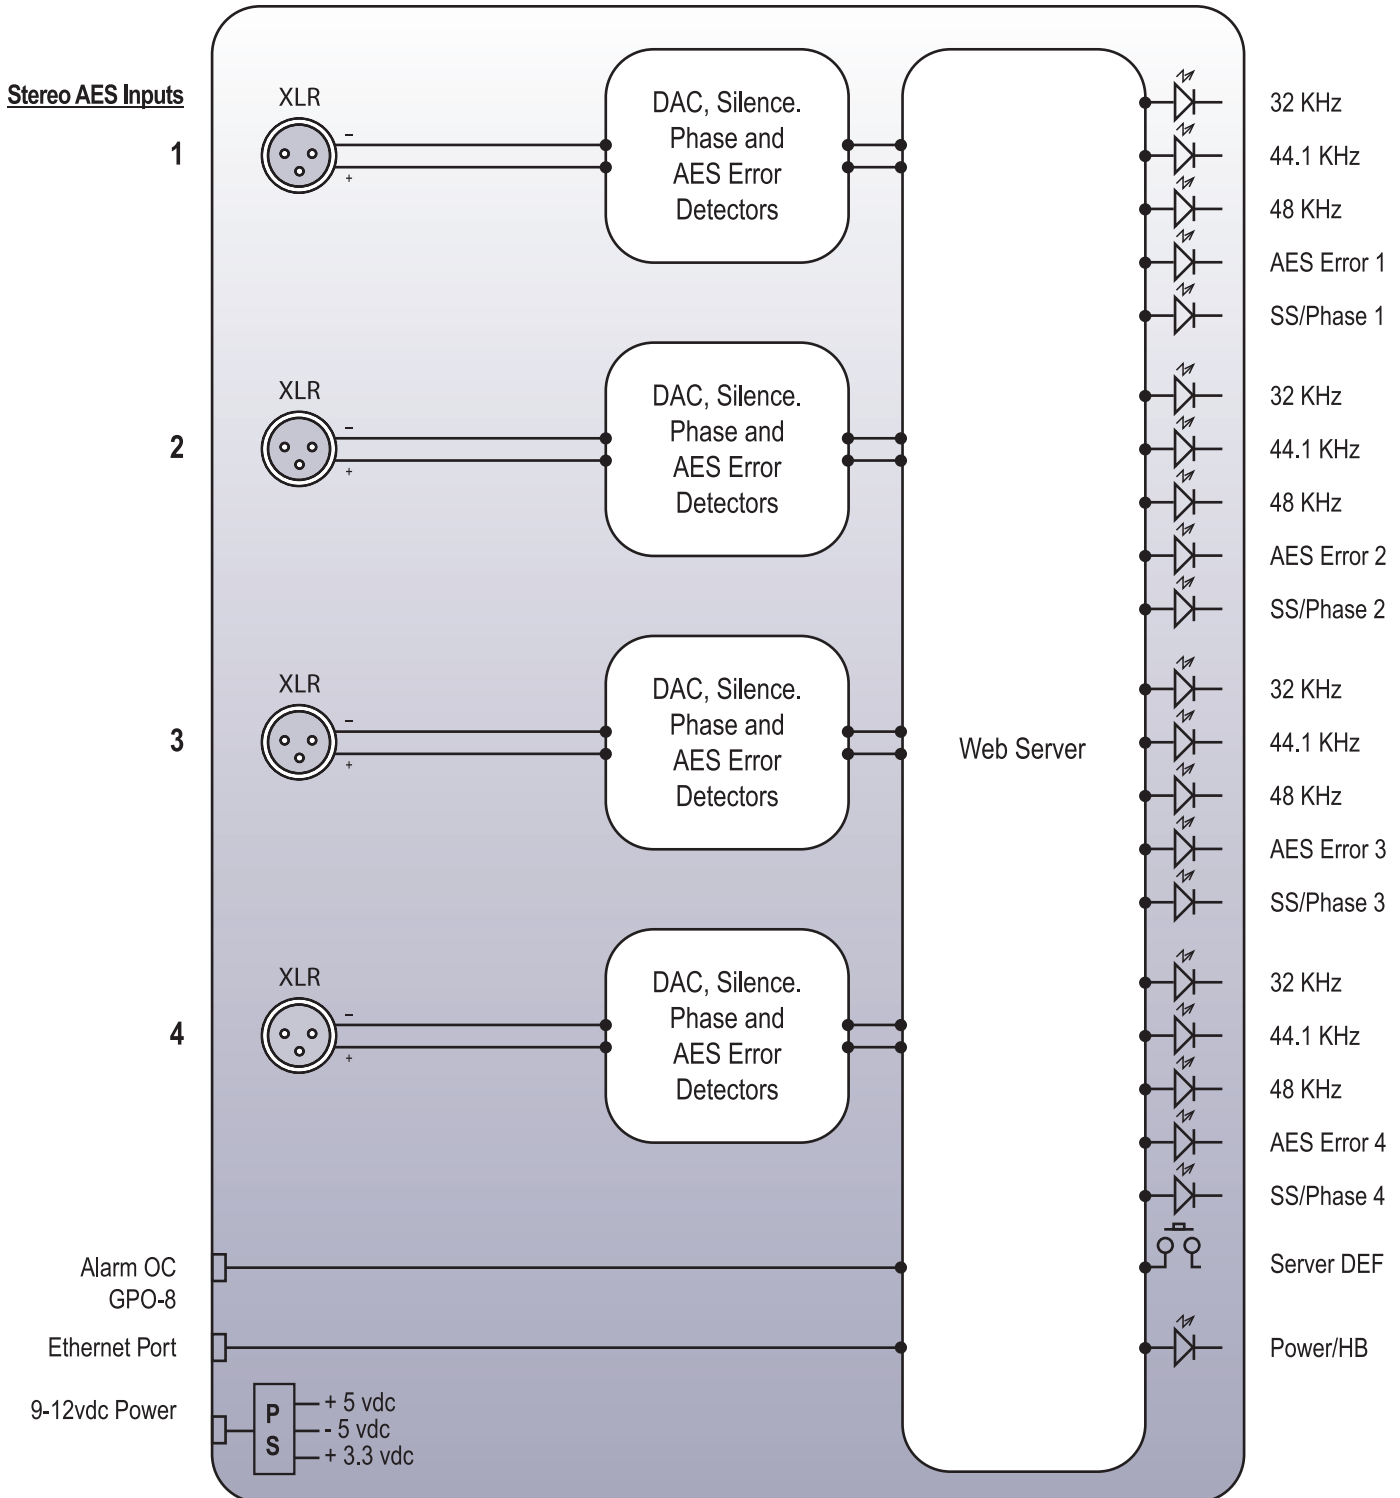 Stereo AES Inputs
1
XLR
–
+
DAC, Silence.
Phase and
AES Error
Detectors
32 KHz
44.1 KHz
48 KHz
AES Error 1
SS/Phase 1
2
XLR
–
+
DAC, Silence.
Phase and
AES Error
Detectors
32 KHz
44.1 KHz
48 KHz
AES Error 2
SS/Phase 2
3
XLR
–
+
DAC, Silence.
Phase and
AES Error
Detectors
Web Server
32 KHz
44.1 KHz
48 KHz
AES Error 3
SS/Phase 3
4
XLR
–
+
DAC, Silence.
Phase and
AES Error
Detectors
32 KHz
44.1 KHz
48 KHz
AES Error 4
SS/Phase 4
Alarm OC
GPO-8
Server DEF
Ethernet Port
Power/HB
9-12vdc Power
P
S
+ 5 vdc
- 5 vdc
+ 3.3 vdc